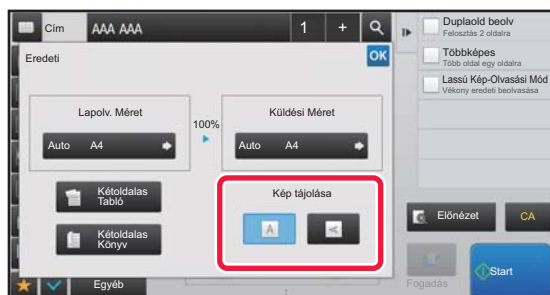 Cím
AAA AAA
1
+
Eredeti
OK
Lapolv. Méret
100%
Küldési Méret
Auto A4
Auto A4
Kétoldalas
Tabló
Kétoldalas
Könyv
Kép tájolása
A
A
Egyéb
Duplaold beolv
Felosztás 2 oldalra
Többképes
Több oldal egy oldalra
Lassú Kép-Olvasási Mód
Vékony eredeti beolvasása
Előnézet
CA
Fogadás
Start